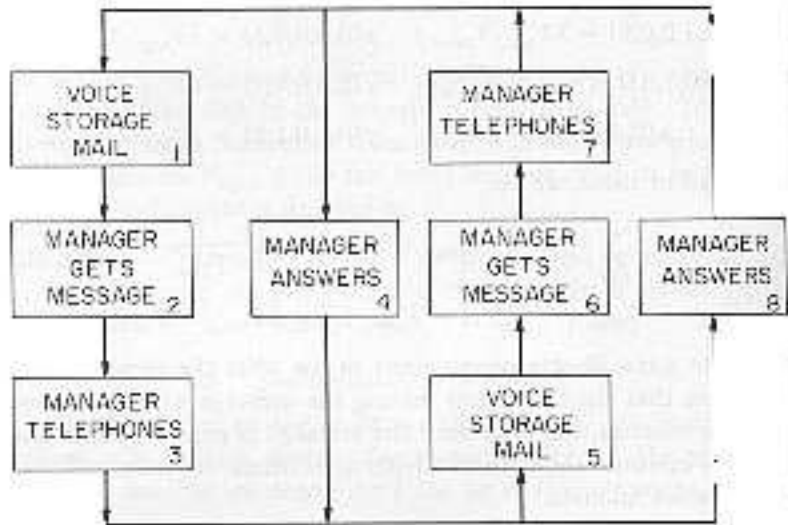 VOICE
STORAGE
MAIL
1
MANAGER
GETS
MESSAGE
2
MANAGER
TELEPHONES
3
MANAGER
ANSWERS
4
MANAGER
TELEPHONES
7
MANAGER
GETS
MESSAGE
6
VOICE
STORAGE
MAIL
5
MANAGER
ANSWERS
8